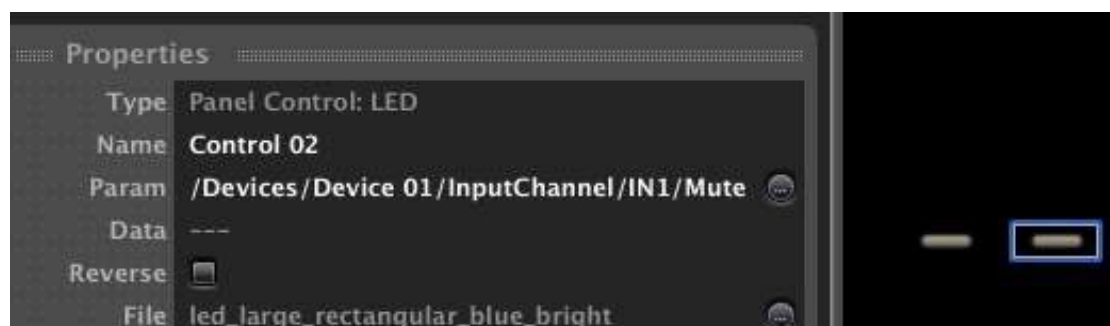 Properties
Type Panel Control: LED
Name Control 02
Param /Devices/Device 01/InputChannel/IN1/Mute
Data ---
Reverse
File led_large_rectangular_blue_bright